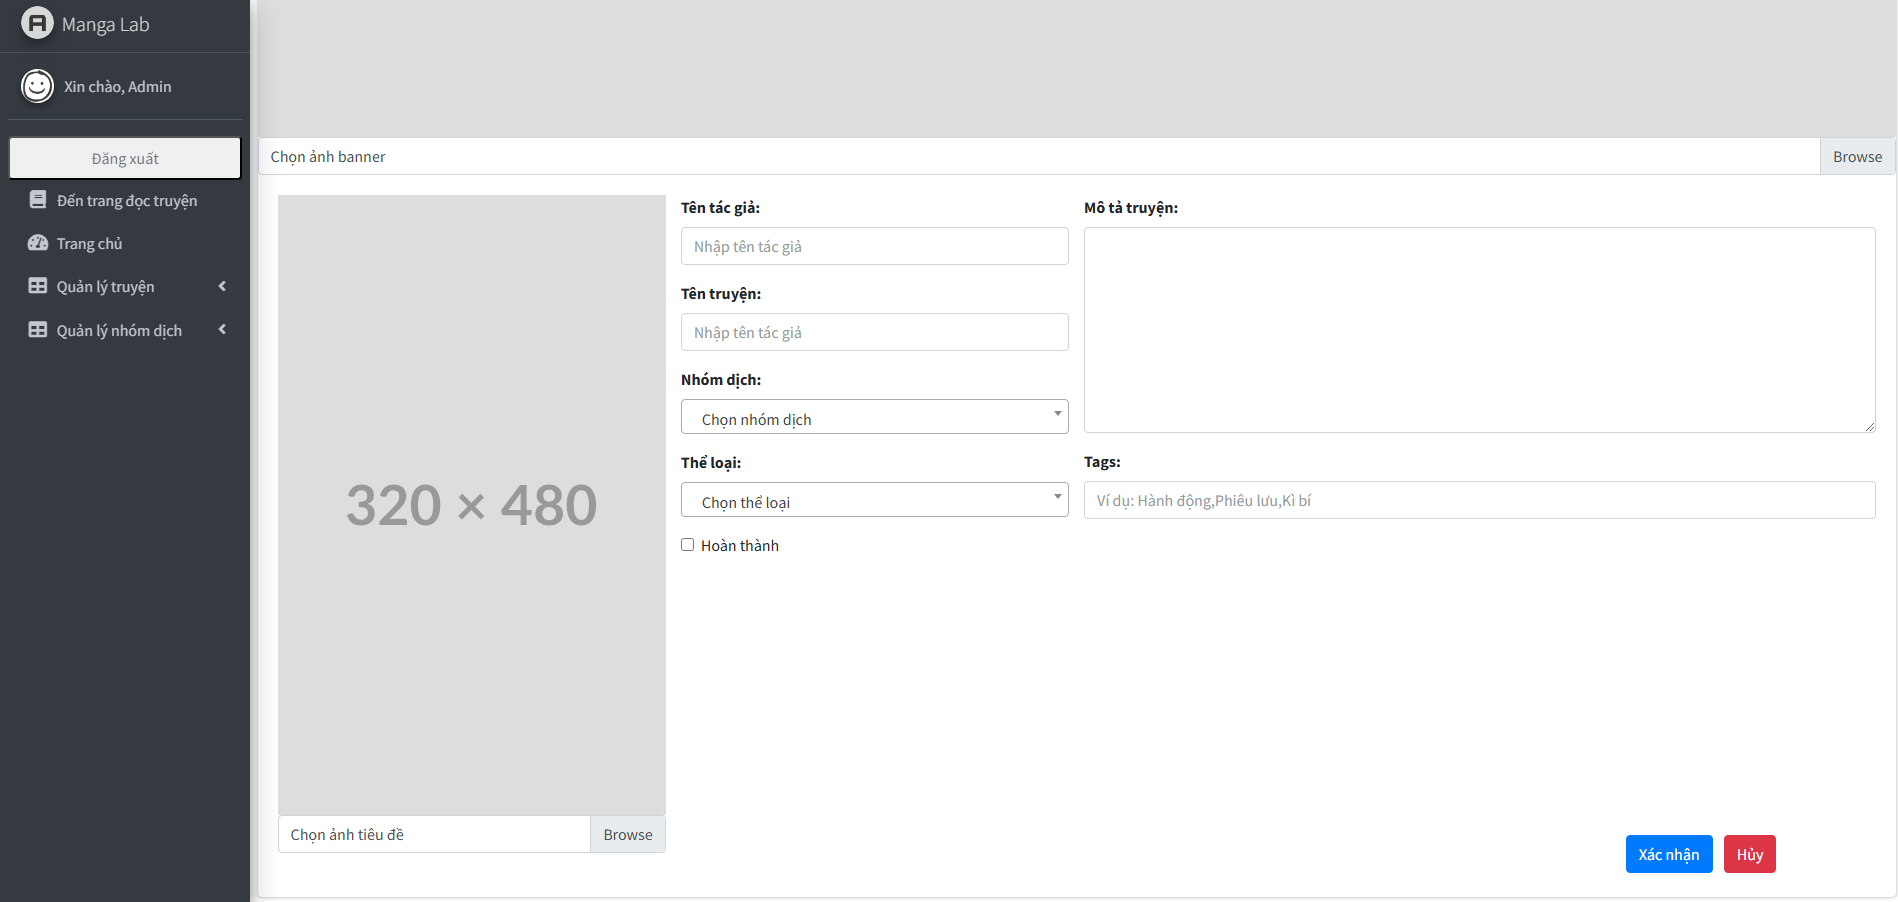 Manga Lab
Xin chào, Admin
Đăng xuất
Đến trang đọc truyện
Trang chủ
Quản lý truyện
Quản lý nhóm dịch
Chọn ảnh banner
Browse
320 × 480
Chọn ảnh tiêu đề
Browse
Tên tác giả:
Nhập tên tác giả
Tên truyện:
Nhập tên tác giả
Nhóm dịch:
Chọn nhóm dịch
Thể loại:
Chọn thể loại
Hoàn thành
Mô tả truyện:
Tags:
Ví dụ: Hành động,Phiêu lưu,Kì bí
Xác nhận
Hủy